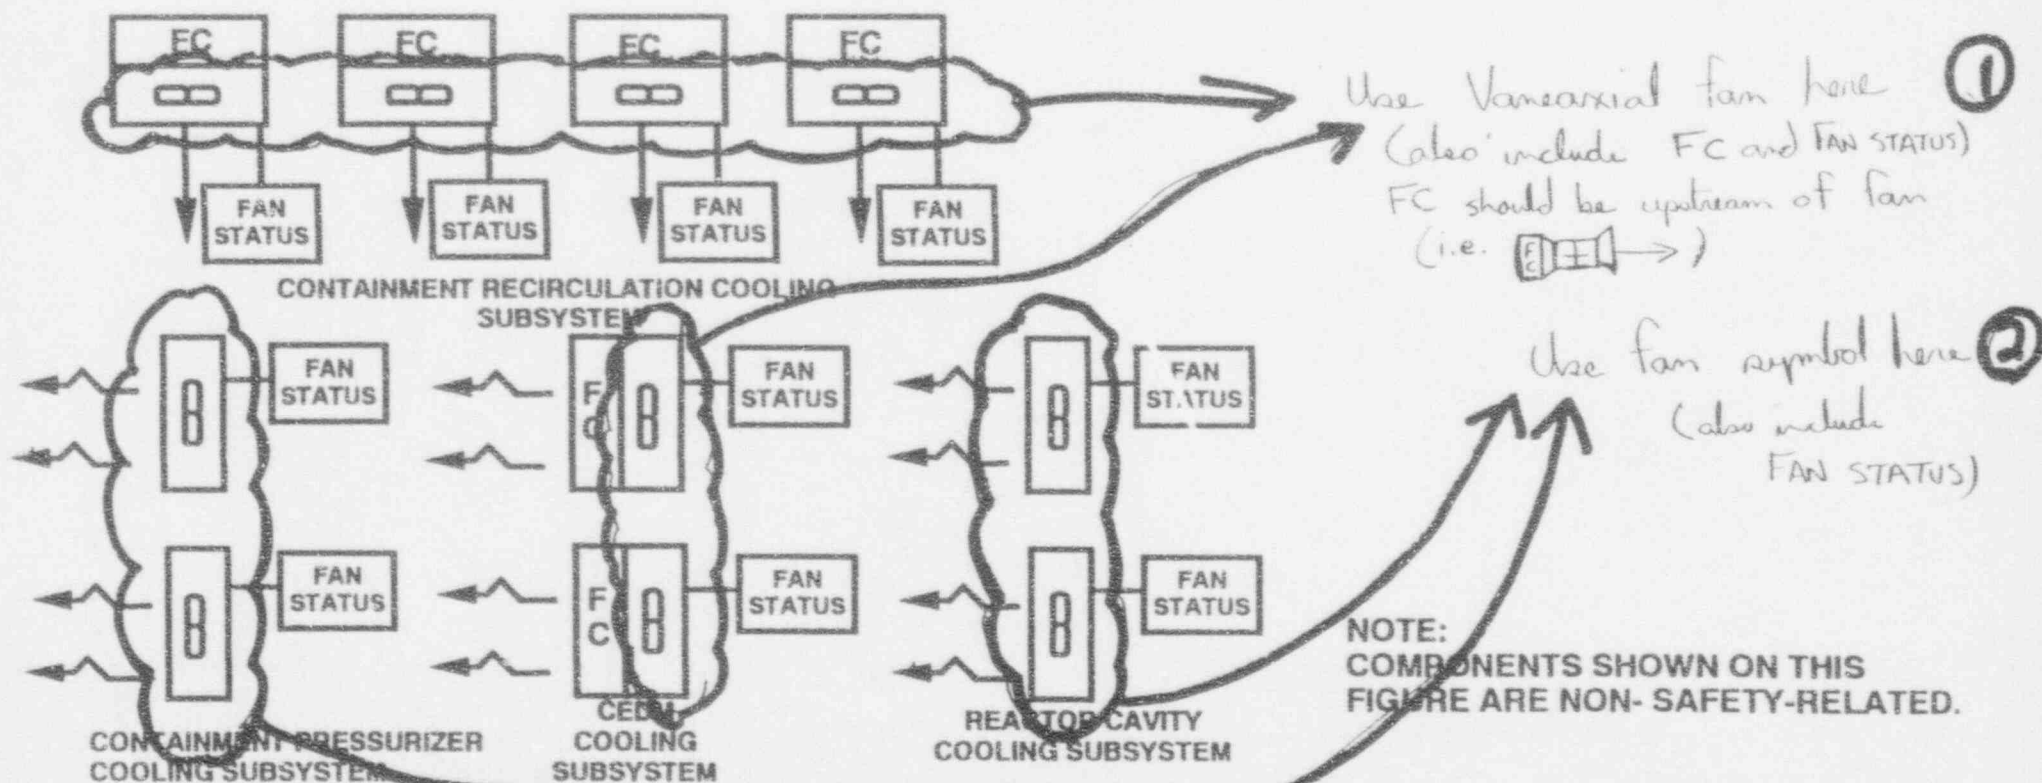 FC FC FC FC
FAN
STATUS
FAN
STATUS
FAN
STATUS
FAN
STATUS
CONTAINMENT RECIRCULATION COOLING
SUBSYSTEM
Use Vaneaxial fan here
①
(also include FC and FAN STATUS)
FC should be upstream of fan
(i.e. FC )
FAN
STATUS
FAN
STATUS
CONTAINMENT PRESSURIZER
COOLING SUBSYSTEM
FC
FAN
STATUS
FC
FAN
STATUS
CEDM
COOLING
SUBSYSTEM
FAN
STATUS
FAN
STATUS
REACTOR CAVITY
COOLING SUBSYSTEM
Use fan symbol here
②
(also include
FAN STATUS)
NOTE:
COMPONENTS SHOWN ON THIS
FIGURE ARE NON- SAFETY-RELATED.